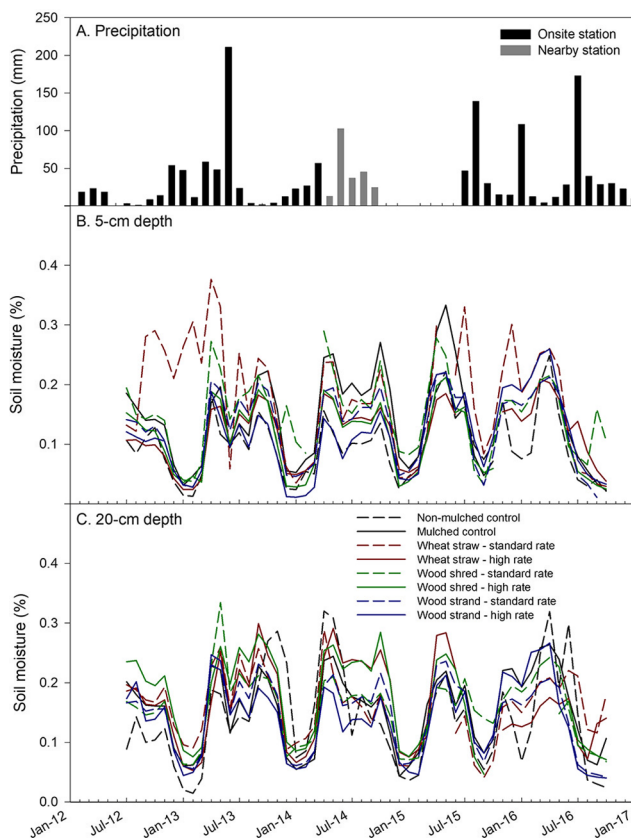 A. Precipitation
Onsite station
Nearby station
Precipitation (mm)
250
200
150
100
50
B. 5-cm depth
Soil moisture (%)
0.4
0.3
0.2
0.1
C. 20-cm depth
Non-mulched control
Mulched control
Wheat straw - standard rate
Wheat straw - high rate
Wood shred - standard rate
Wood shred - high rate
Wood strand - standard rate
Wood strand - high rate
Soil moisture (%)
0.4
0.3
0.2
0.1
0.0
Jan-12
Jul-12
Jan-13
Jul-13
Jan-14
Jul-14
Jan-15
Jul-15
Jan-16
Jul-16
Jan-17